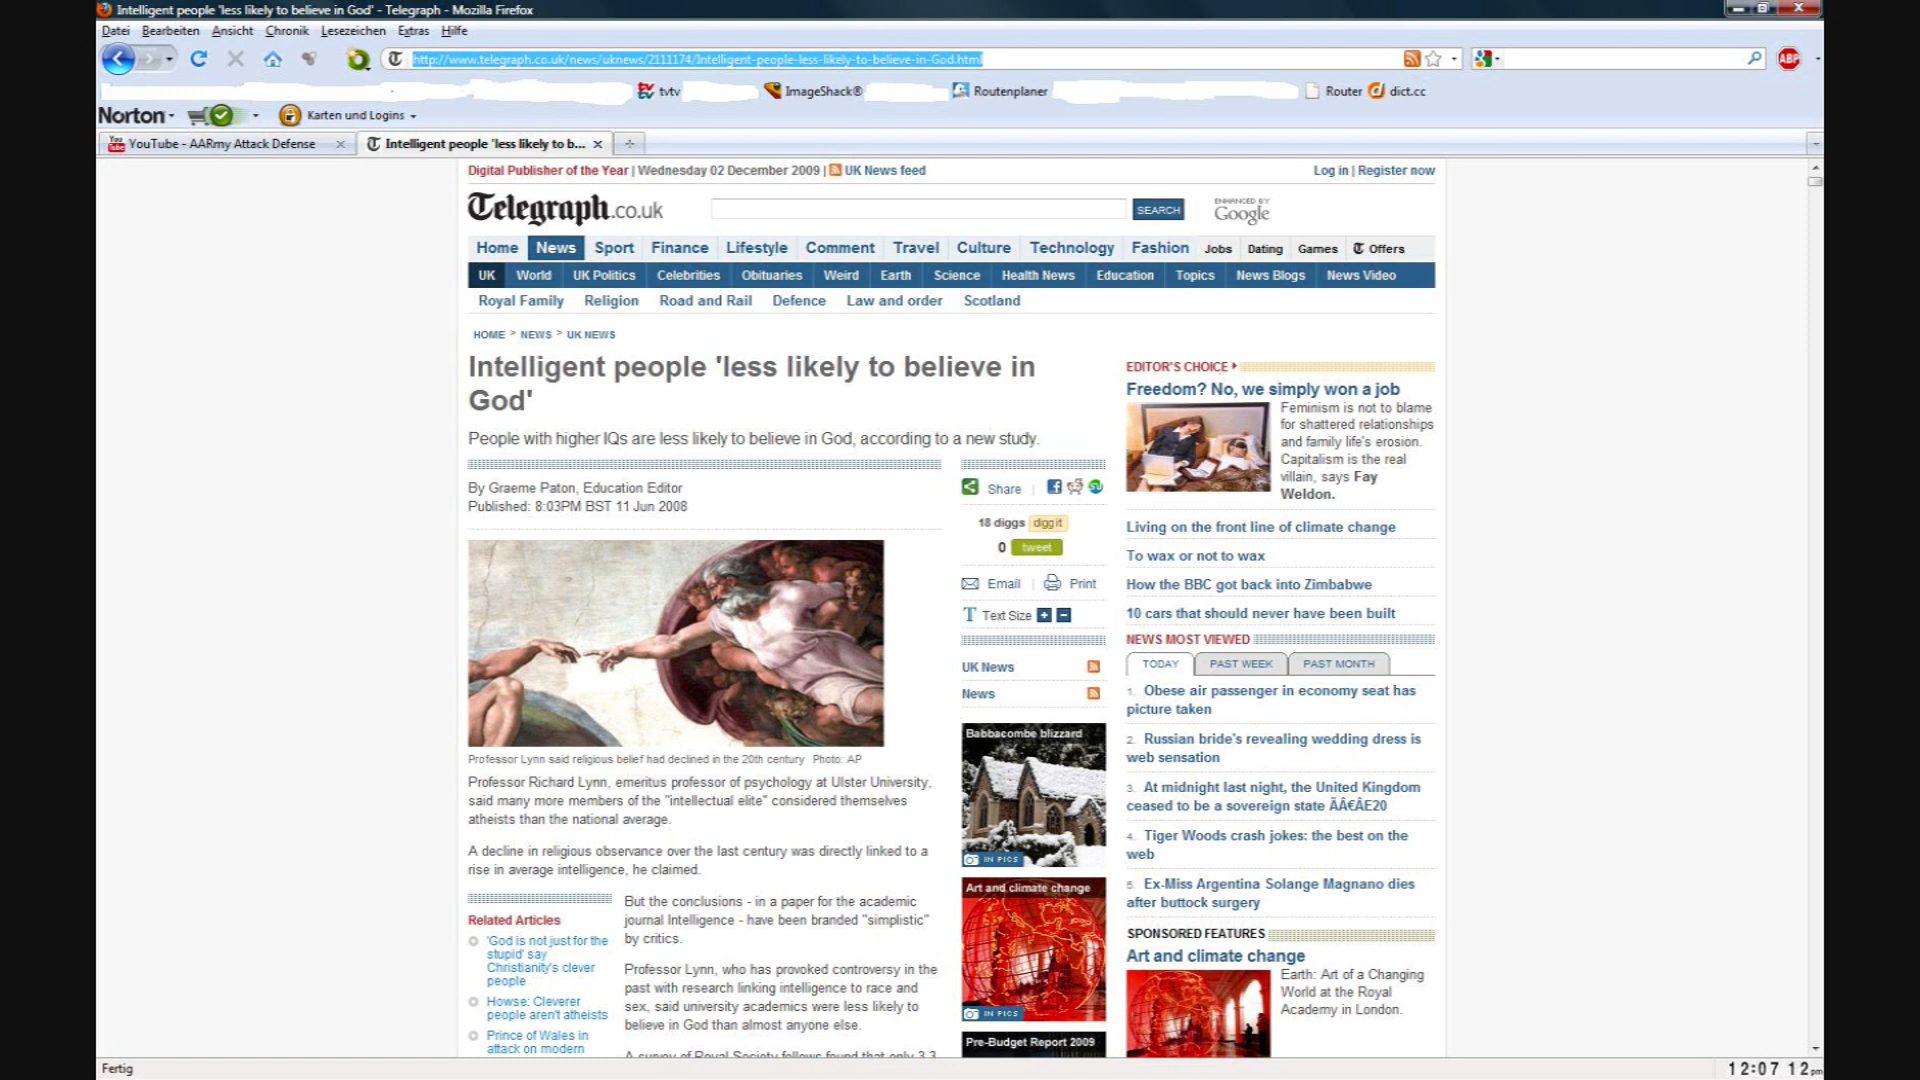 Intelligent people 'less likely to believe in God' - Telegraph - Mozilla Firefox
Datei Bearbeiten Ansicht Chronik Lesezeichen Extras Hilfe
http://www.telegraph.co.uk/news/uknews/2111174/Intelligent-people-less-likely-to-believe-in-God.html
ABP
tvtv ImageShack® Routenplaner Router dict.cc
Norton Karten und Logins
YouTube - AARmy Attack Defense Intelligent people 'less likely to b...
Digital Publisher of the Year | Wednesday 02 December 2009 | UK News feed
Log in | Register now
Telegraph.co.uk
SEARCH
ENHANCED BY Google
Home News Sport Finance Lifestyle Comment Travel Culture Technology Fashion Jobs Dating Games Offers
UK World UK Politics Celebrities Obituaries Weird Earth Science Health News Education Topics News Blogs News Video
Royal Family Religion Road and Rail Defence Law and order Scotland
HOME > NEWS > UK NEWS
Intelligent people 'less likely to believe in
God'
People with higher IQs are less likely to believe in God, according to a new study.
By Graeme Paton, Education Editor
Published: 8:03PM BST 11 Jun 2008
Professor Lynn said religious belief had declined in the 20th century Photo: AP
Professor Richard Lynn, emeritus professor of psychology at Ulster University,
said many more members of the "intellectual elite" considered themselves
atheists than the national average.
A decline in religious observance over the last century was directly linked to a
rise in average intelligence, he claimed.
Related Articles
'God is not just for the
stupid' say
Christianity's clever
people
Howse: Cleverer
people aren't atheists
Prince of Wales in
attack on modern
But the conclusions - in a paper for the academic
journal Intelligence - have been branded "simplistic"
by critics.
Professor Lynn, who has provoked controversy in the
past with research linking intelligence to race and
sex, said university academics were less likely to
believe in God than almost anyone else.
A survey of Royal Society fellows found that only 3.3
Share
18 diggs digg it
0 tweet
Email Print
Text Size
UK News
News
Babbacombe blizzard
IN PICS
Art and climate change
IN PICS
Pre-Budget Report 2009
EDITOR'S CHOICE
Freedom? No, we simply won a job
Feminism is not to blame
for shattered relationships
and family life's erosion.
Capitalism is the real
villain, says Fay
Weldon.
Living on the front line of climate change
To wax or not to wax
How the BBC got back into Zimbabwe
10 cars that should never have been built
NEWS MOST VIEWED
TODAY PAST WEEK PAST MONTH
1. Obese air passenger in economy seat has
picture taken
2. Russian bride's revealing wedding dress is
web sensation
3. At midnight last night, the United Kingdom
ceased to be a sovereign state ÃÂ€ÃE20
4. Tiger Woods crash jokes: the best on the
web
5. Ex-Miss Argentina Solange Magnano dies
after buttock surgery
SPONSORED FEATURES
Art and climate change
Earth: Art of a Changing
World at the Royal
Academy in London.
Fertig
12:07 12pm